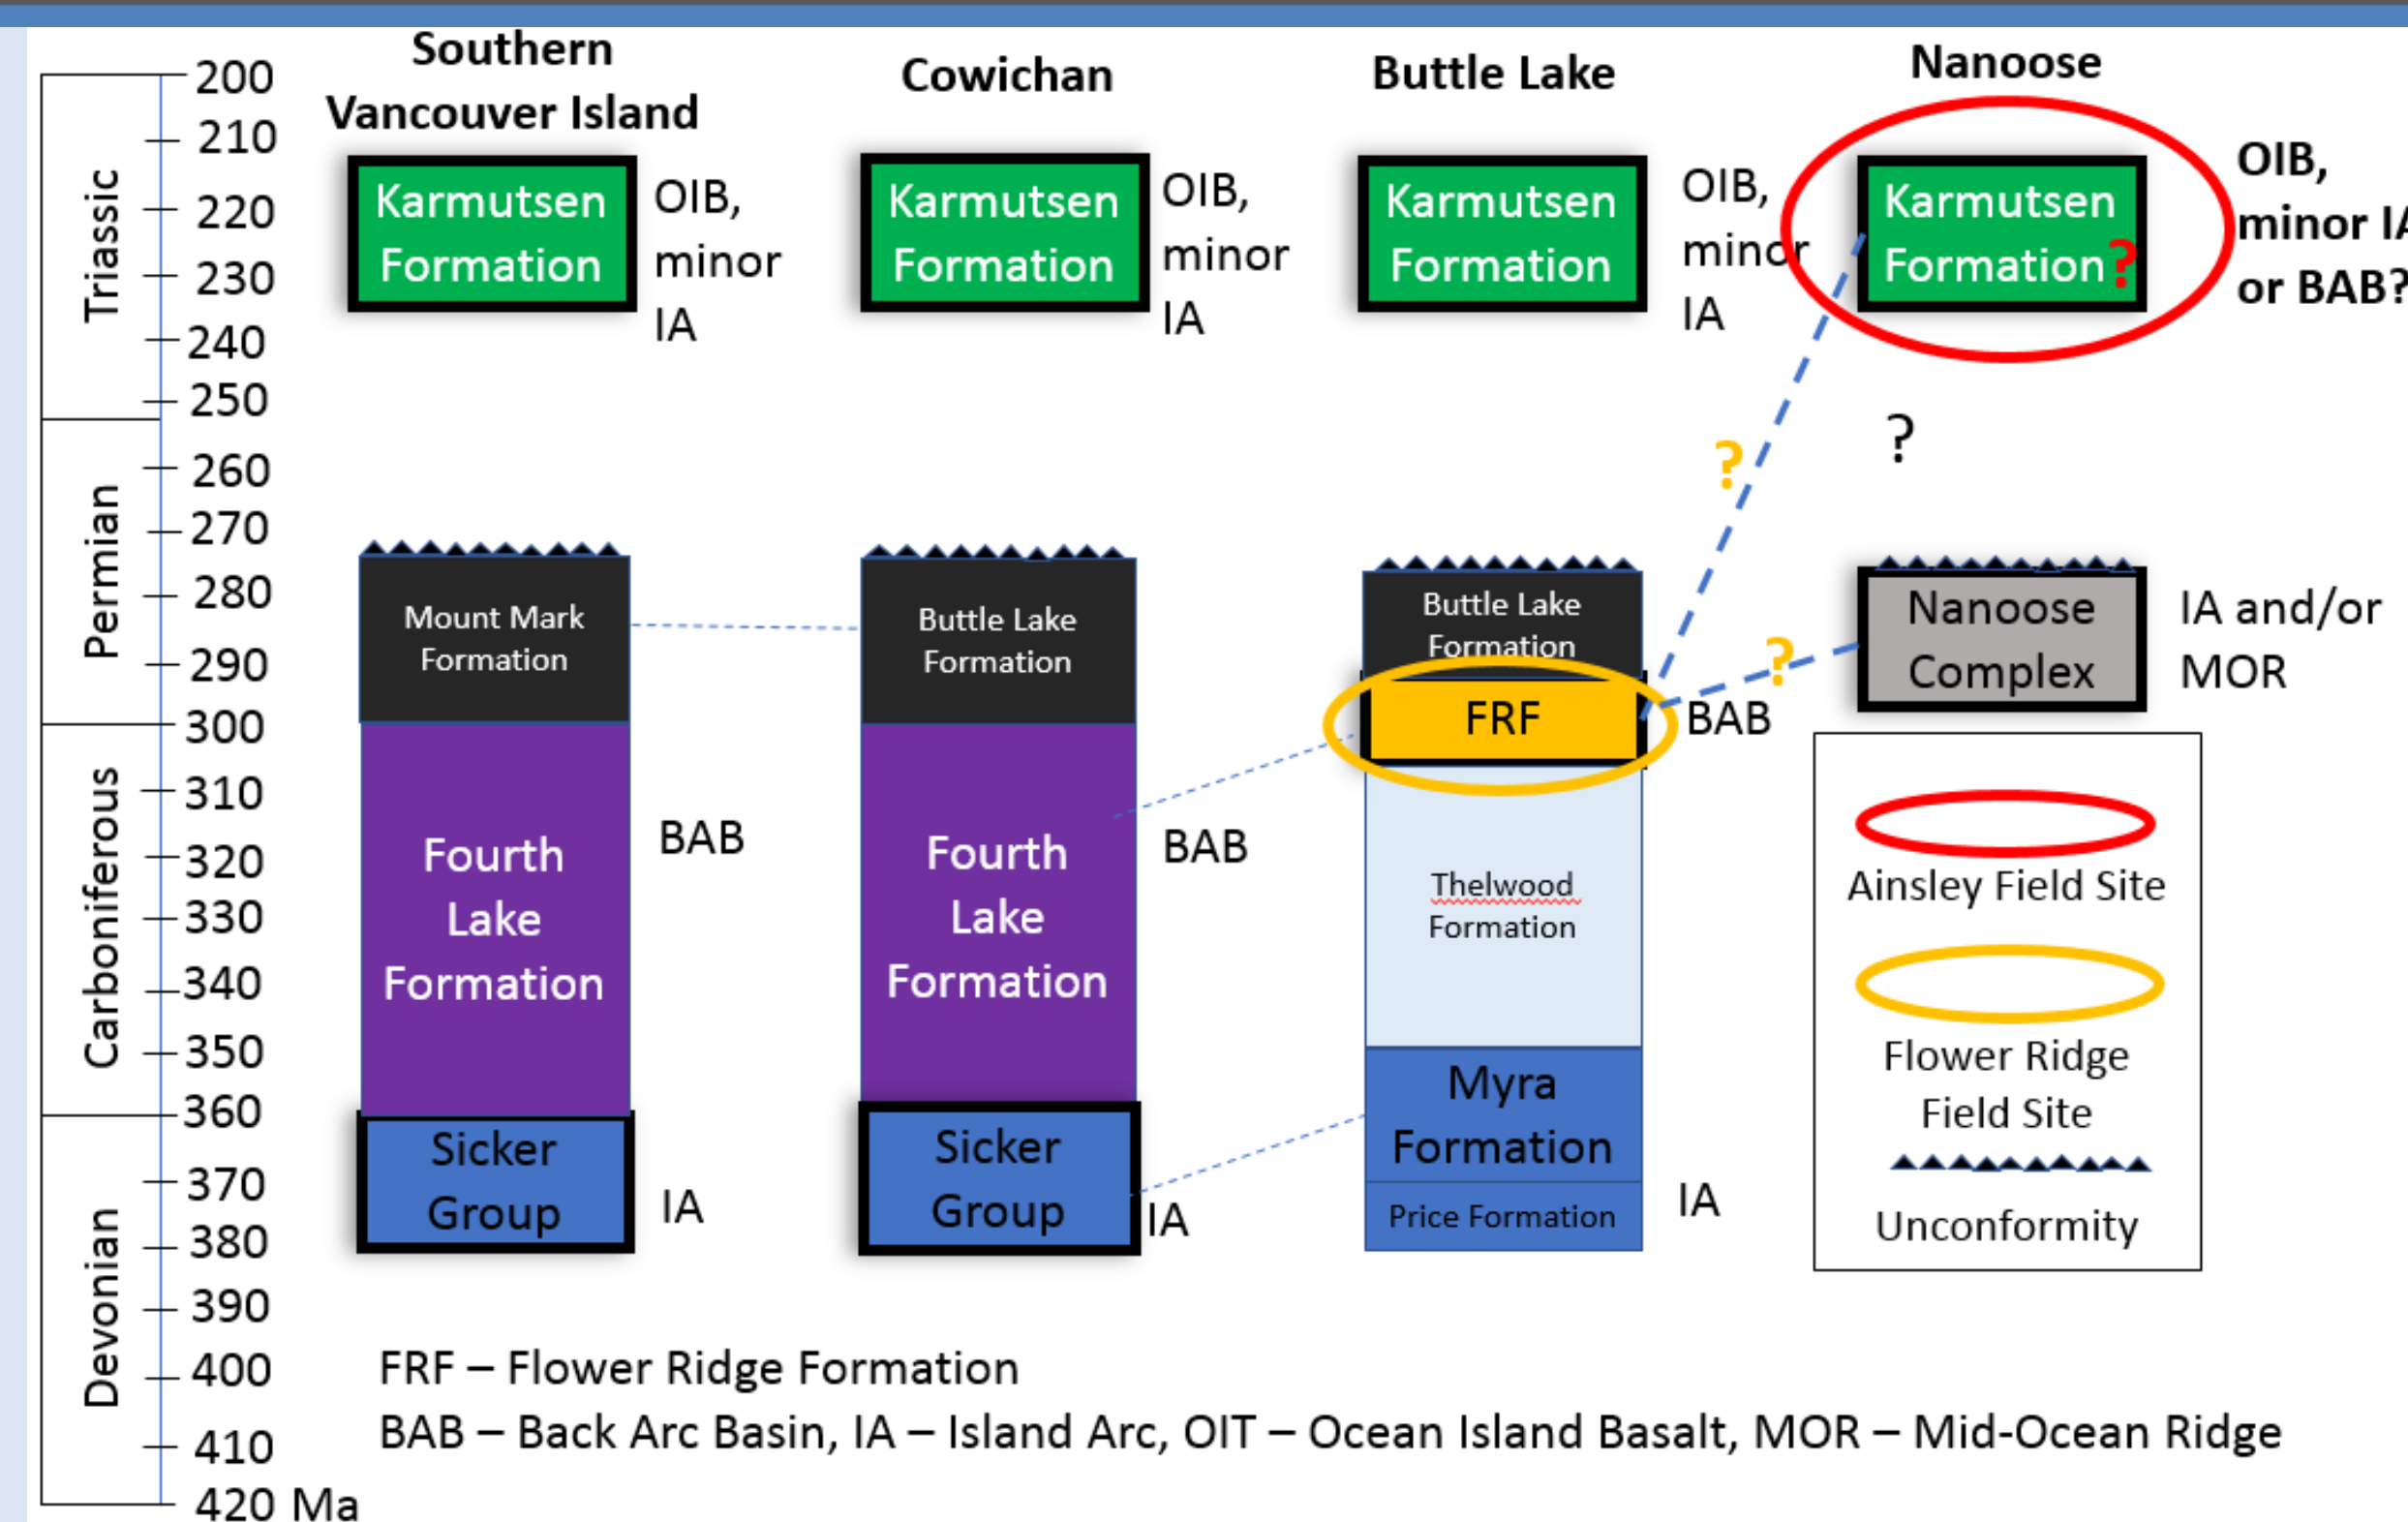 Southern
Vancouver Island
Cowichan
Buttle Lake
Nanoose
Triassic
Permian
Carboniferous
Devonian
200
210
220
230
240
250
260
270
280
290
300
310
320
330
340
350
360
370
380
390
400
410
420 Ma
Karmutsen
Formation
OIB,
minor
IA
Mount Mark
Formation
Fourth
Lake
Formation
BAB
Sicker
Group
IA
Karmutsen
Formation
OIB,
minor
IA
Buttle Lake
Formation
Fourth
Lake
Formation
BAB
Sicker
Group
IA
Karmutsen
Formation
OIB,
minor
IA
Buttle Lake
Formation
FRF
BAB
Thelwood
Formation
Myra
Formation
Price Formation
IA
Karmutsen
Formation?
OIB,
minor IA
or BAB?
?
?
?
Nanoose
Complex
IA and/or
MOR
Ainsley Field Site
Flower Ridge
Field Site
Unconformity
FRF – Flower Ridge Formation
BAB – Back Arc Basin, IA – Island Arc, OIT – Ocean Island Basalt, MOR – Mid-Ocean Ridge